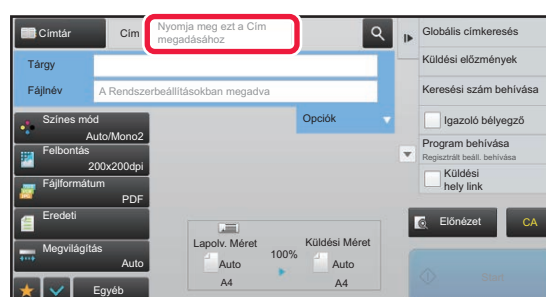 Címtár
Cím
Nyomja meg ezt a Cím
megadásához
Tárgy
Fájlnév
A Rendszerbeállításokban megadva
Opciók
Színes mód
Auto/Mono2
Felbontás
200x200dpi
Fájlformátum
PDF
Eredeti
Megvilágítás
Auto
Egyéb
Lapolv. Méret
Auto
A4
100%
Küldési Méret
Auto
A4
Globális címkeresés
Küldési előzmények
Keresési szám behívása
Igazoló bélyegző
Program behívása
Regisztrált beáll. behívása
Küldési
hely link
Előnézet
CA
Start